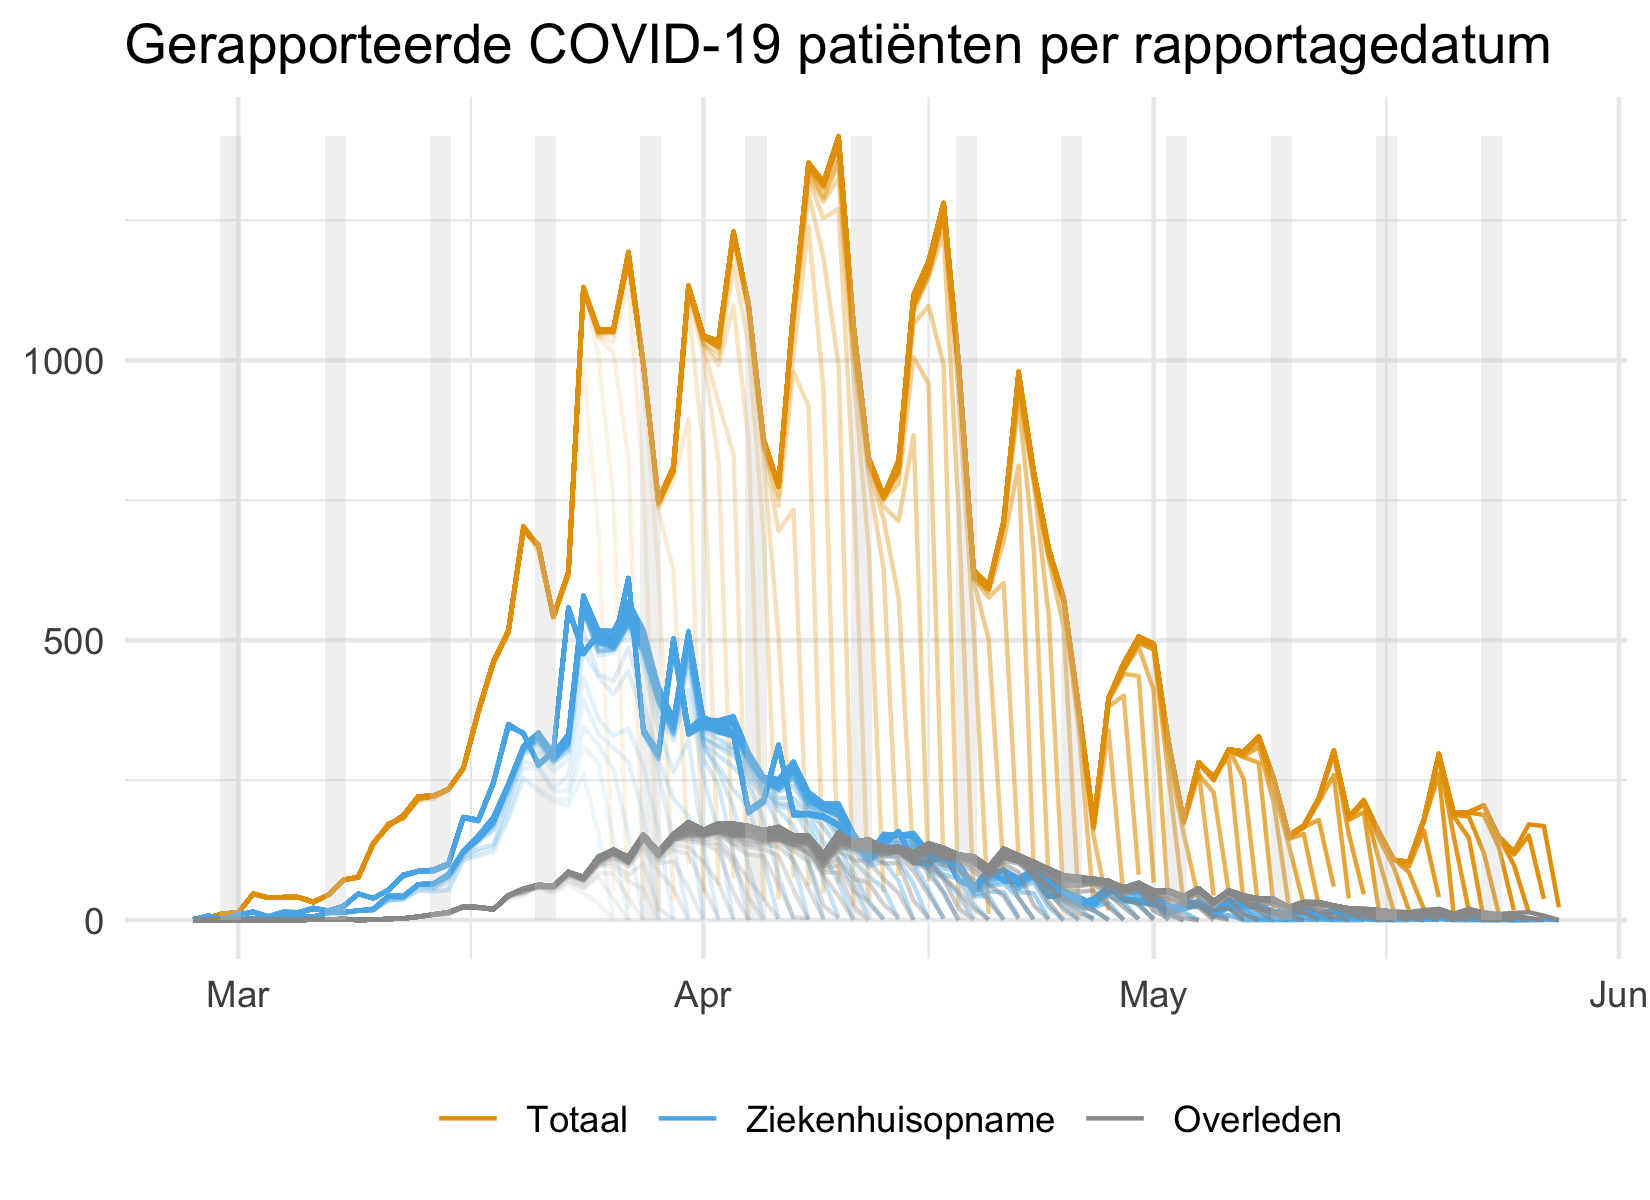 Gerapporteerde COVID-19 patiënten per rapportagedatum
1000
500
0
Mar Apr May Jun
Totaal Ziekenhuisopname Overleden